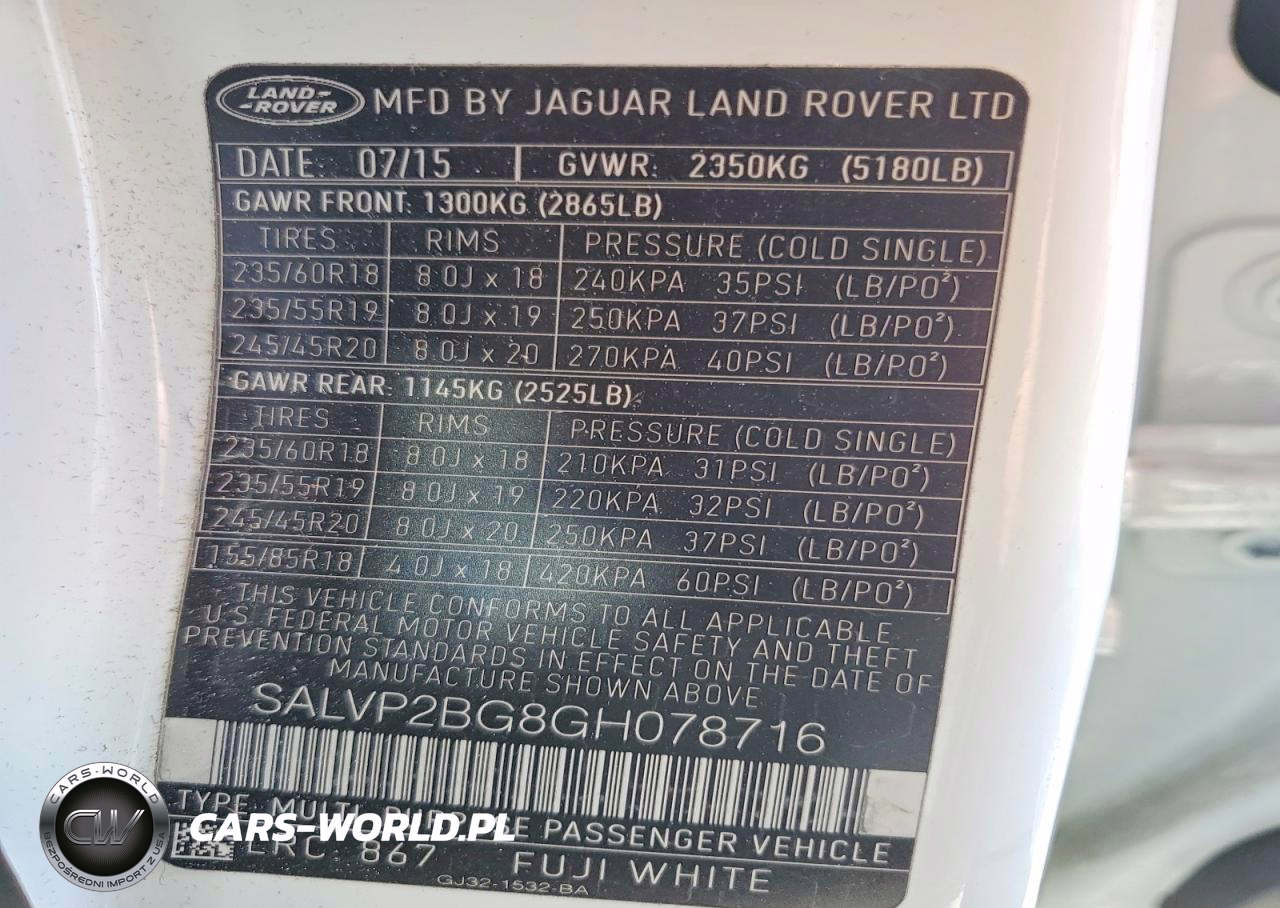 LAND-
-ROVER
MFD BY JAGUAR LAND ROVER LTD
DATE: 07/15 GVWR: 2350KG (5180LB)
GAWR FRONT: 1300KG (2865LB)
TIRES RIMS PRESSURE (COLD SINGLE)
235/60R18 8.0J x 18 240KPA 35PSI (LB/PO²)
235/55R19 8.0J x 19 250KPA 37PSI (LB/PO²)
245/45R20 8.0J x 20 270KPA 40PSI (LB/PO²)
GAWR REAR: 1145KG (2525LB)
TIRES RIMS PRESSURE (COLD SINGLE)
235/60R18 8.0J x 18 210KPA 31PSI (LB/PO²)
235/55R19 8.0J x 19 220KPA 32PSI (LB/PO²)
245/45R20 8.0J x 20 250KPA 37PSI (LB/PO²)
155/85R18 4.0J x 18 420KPA 60PSI (LB/PO²)
THIS VEHICLE CONFORMS TO ALL APPLICABLE
U.S FEDERAL MOTOR VEHICLE SAFETY AND THEFT
PREVENTION STANDARDS IN EFFECT ON THE DATE OF
MANUFACTURE SHOWN ABOVE
SALVP2BG8GH078716
TYPE: MULTI PASSENGER VEHICLE
LRC 867 FUJI WHITE
GJ32-1532-BA
CARS-WORLD
CW
BEZPOŚREDNI IMPORT Z USA
CARS-WORLD.PL